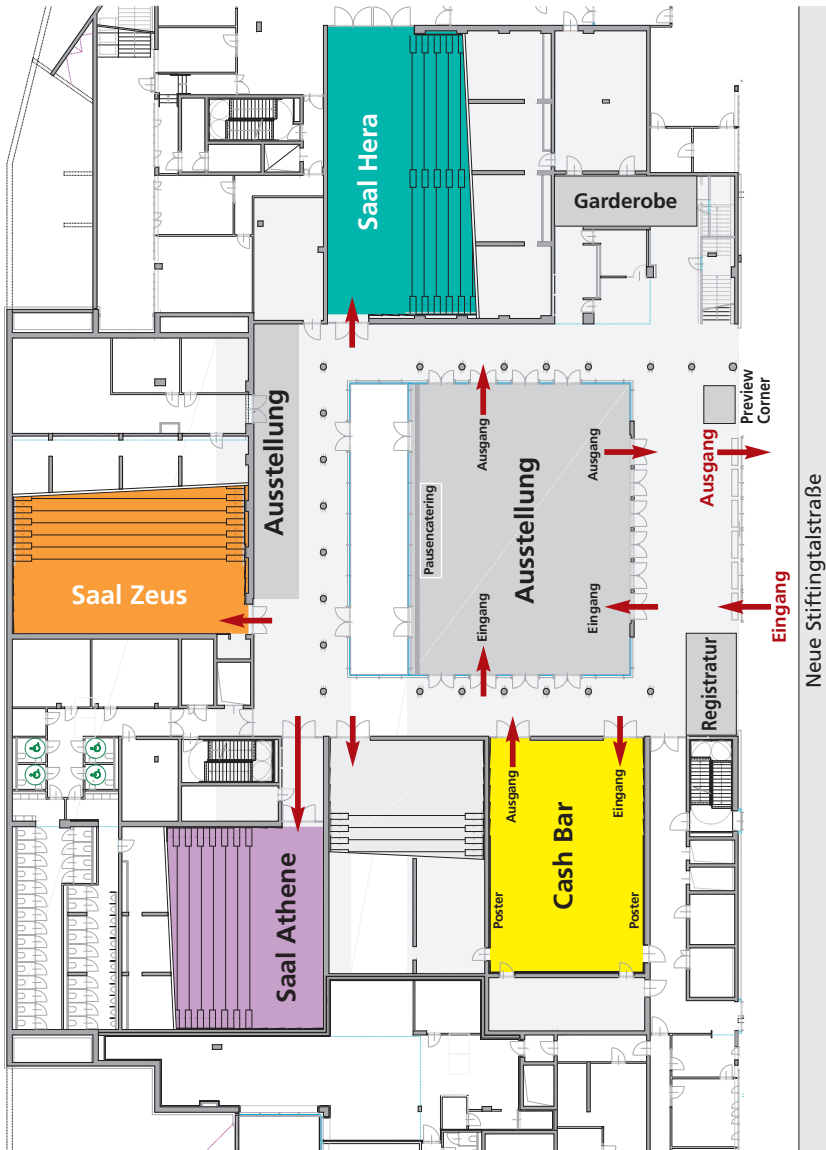 Saal Hera
Garderobe
Ausstellung
Ausgang
Preview
Corner
Pausencatering
Ausstellung
Ausgang
Ausgang
Saal Zeus
Eingang
Eingang
Eingang
Neue Stiftingtalstraße
Registratur
Ausgang
Eingang
Cash Bar
Saal Athene
Poster
Poster